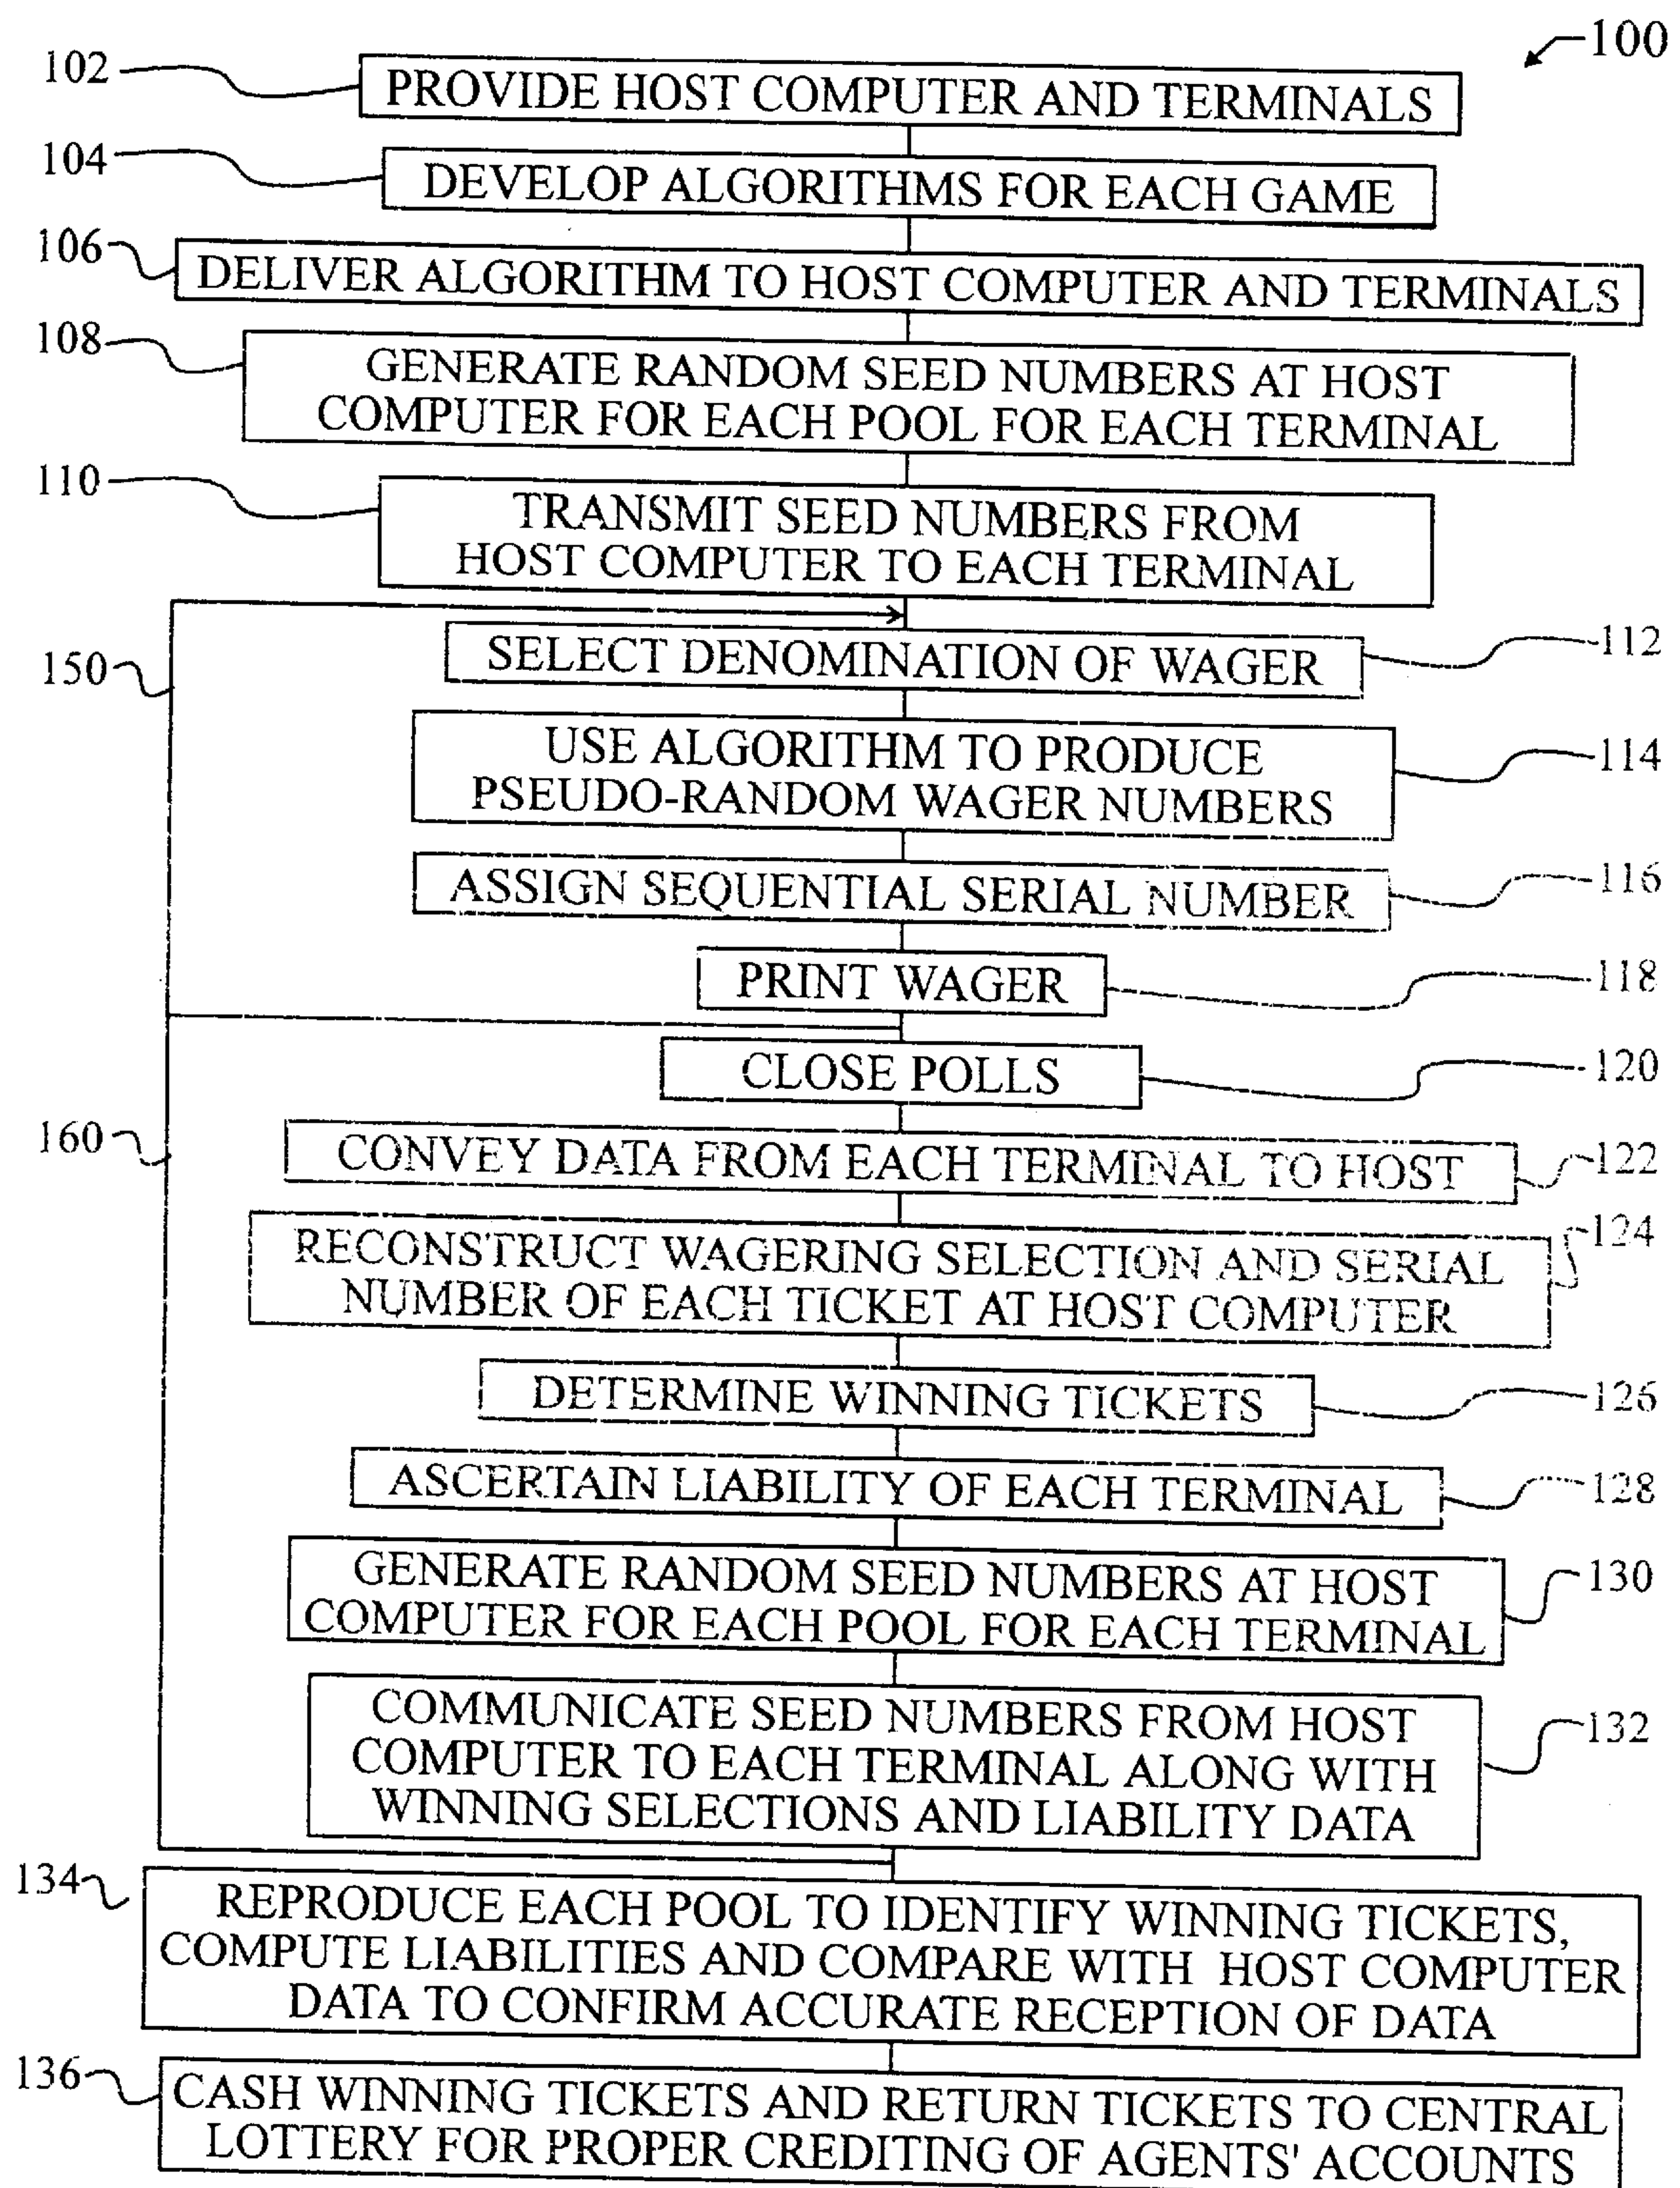 100
102
PROVIDE HOST COMPUTER AND TERMINALS
104
DEVELOP ALGORITHMS FOR EACH GAME
106
DELIVER ALGORITHM TO HOST COMPUTER AND TERMINALS
108
GENERATE RANDOM SEED NUMBERS AT HOST
COMPUTER FOR EACH POOL FOR EACH TERMINAL
110
TRANSMIT SEED NUMBERS FROM
HOST COMPUTER TO EACH TERMINAL
150
SELECT DENOMINATION OF WAGER
112
USE ALGORITHM TO PRODUCE
PSEUDO-RANDOM WAGER NUMBERS
114
ASSIGN SEQUENTIAL SERIAL NUMBER
116
PRINT WAGER
118
CLOSE POLLS
120
160
CONVEY DATA FROM EACH TERMINAL TO HOST
122
RECONSTRUCT WAGERING SELECTION AND SERIAL
NUMBER OF EACH TICKET AT HOST COMPUTER
124
DETERMINE WINNING TICKETS
126
ASCERTAIN LIABILITY OF EACH TERMINAL
128
GENERATE RANDOM SEED NUMBERS AT HOST
COMPUTER FOR EACH POOL FOR EACH TERMINAL
130
COMMUNICATE SEED NUMBERS FROM HOST
COMPUTER TO EACH TERMINAL ALONG WITH
WINNING SELECTIONS AND LIABILITY DATA
132
134
REPRODUCE EACH POOL TO IDENTIFY WINNING TICKETS,
COMPUTE LIABILITIES AND COMPARE WITH HOST COMPUTER
DATA TO CONFIRM ACCURATE RECEPTION OF DATA
136
CASH WINNING TICKETS AND RETURN TICKETS TO CENTRAL
LOTTERY FOR PROPER CREDITING OF AGENTS' ACCOUNTS